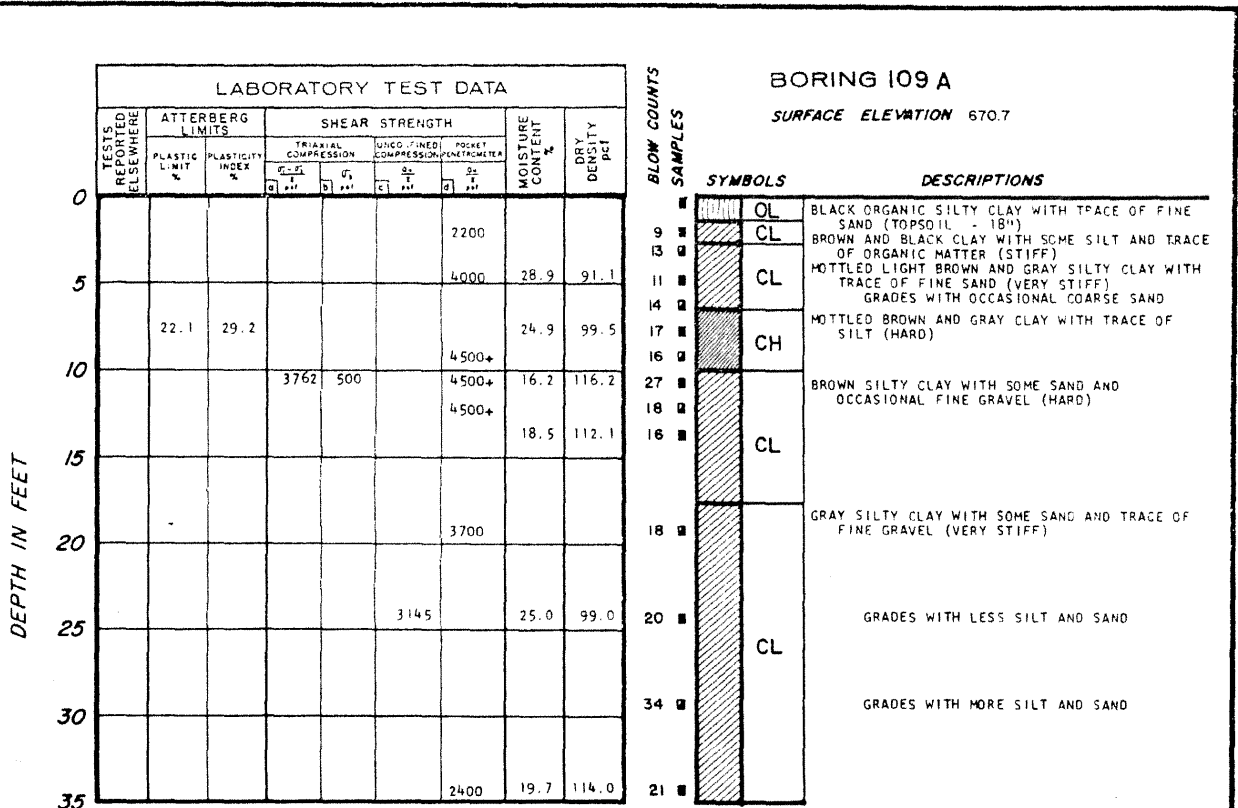 LABORATORY TEST DATA
TESTS REPORTED ELSEWHERE
ATTERBERG LIMITS
SHEAR STRENGTH
MOISTURE CONTENT %
DRY DENSITY pcf
PLASTIC LIMIT %
PLASTICITY INDEX %
TRIAXIAL COMPRESSION
COMPRESSION
POCKET PENETROMETER
a psf
b psf
c psf
d psf
BLOW COUNTS
SAMPLES
BORING 109 A
SURFACE ELEVATION 670.7
SYMBOLS
DESCRIPTIONS
DEPTH IN FEET
0
OL
BLACK ORGANIC SILTY CLAY WITH TRACE OF FINE
SAND (TOPSOIL - 18")
2200
9
CL
BROWN AND BLACK CLAY WITH SOME SILT AND TRACE
13
OF ORGANIC MATTER (STIFF)
5
4000 28.9 91.1
11
CL
MOTTLED LIGHT BROWN AND GRAY SILTY CLAY WITH
TRACE OF FINE SAND (VERY STIFF)
14
GRADES WITH OCCASIONAL COARSE SAND
22.1 29.2 24.9 99.5
17
CH
MOTTLED BROWN AND GRAY CLAY WITH TRACE OF
SILT (HARD)
4500+
16
10
3762 500 4500+ 16.2 116.2
27
BROWN SILTY CLAY WITH SOME SAND AND
OCCASIONAL FINE GRAVEL (HARD)
4500+
18
18.5 112.1
16
CL
15
3700
18
GRAY SILTY CLAY WITH SOME SAND AND TRACE OF
FINE GRAVEL (VERY STIFF)
20
3145 25.0 99.0
20
GRADES WITH LESS SILT AND SAND
25
CL
34
GRADES WITH MORE SILT AND SAND
30
2400 19.7 114.0
21
35